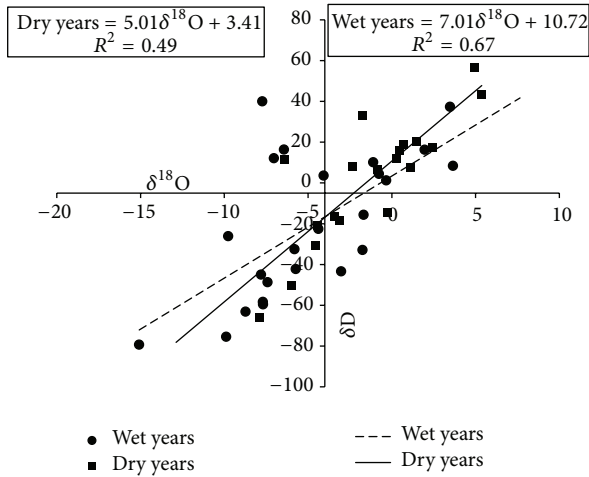 Dry years = 5.01δ¹⁸O + 3.41
R² = 0.49
Wet years = 7.01δ¹⁸O + 10.72
R² = 0.67
80
60
40
20
0
−20
−40
−60
−80
−100
δ¹⁸O
−20
−15
−10
−5
0
5
10
δD
Wet years
Dry years
Wet years
Dry years